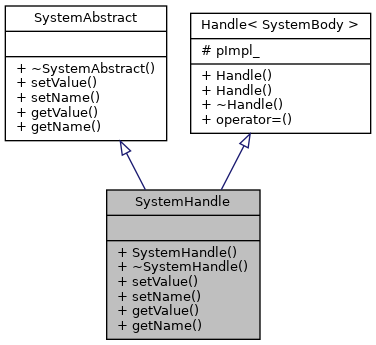 SystemAbstract
+ ~SystemAbstract()
+ setValue()
+ setName()
+ getValue()
+ getName()
Handle< SystemBody >
# pImpl_
+ Handle()
+ Handle()
+ ~Handle()
+ operator=()
SystemHandle
+ SystemHandle()
+ ~SystemHandle()
+ setValue()
+ setName()
+ getValue()
+ getName()